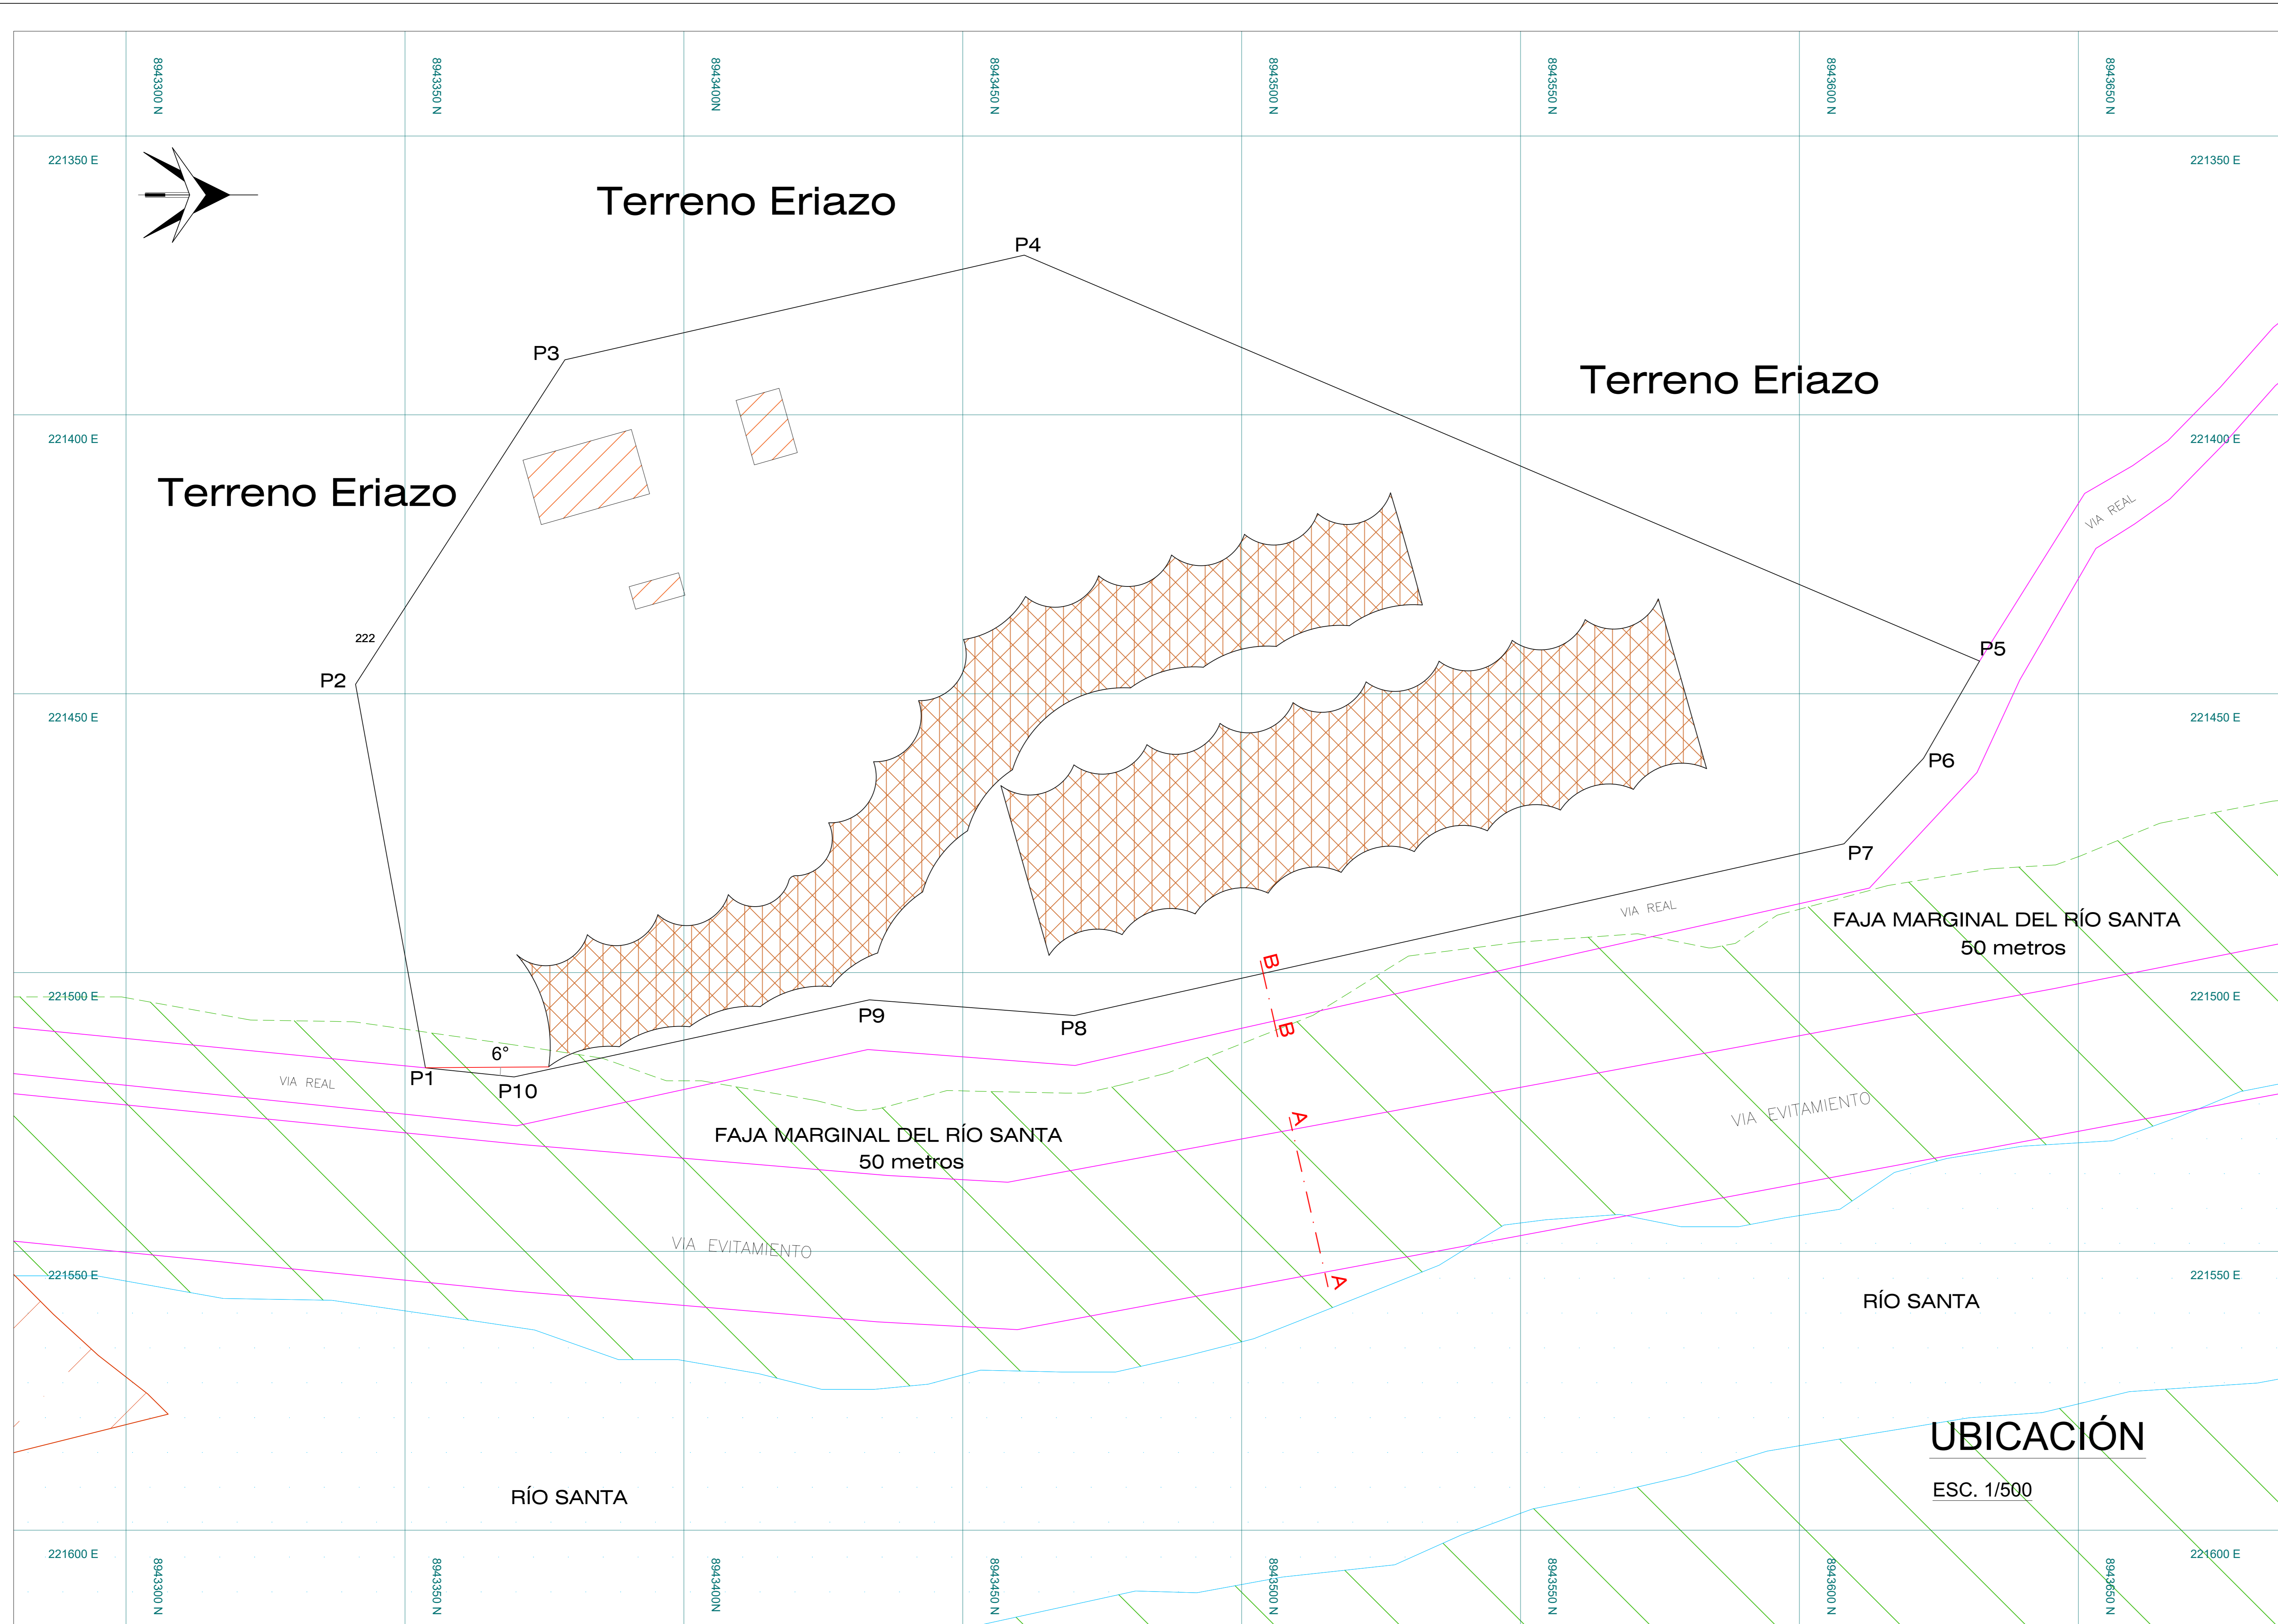 8943300 N
8943350 N
8943400N
8943450 N
8943500 N
8943550 N
8943600 N
8943650 N
221350 E
221350 E
Terreno Eriazo
P4
P3
Terreno Eriazo
221400 E
221400 E
Terreno Eriazo
VIA REAL
222
P2
P5
221450 E
221450 E
P6
P7
VIA REAL
FAJA MARGINAL DEL RÍO SANTA
50 metros
B
221500 E
221500 E
P9
P8
B
6°
P1
P10
VIA REAL
A
VIA EVITAMIENTO
FAJA MARGINAL DEL RÍO SANTA
50 metros
VIA EVITAMIENTO
221550 E
221550 E
A
RÍO SANTA
UBICACIÓN
ESC. 1/500
RÍO SANTA
221600 E
221600 E
8943300 N
8943350 N
8943400N
8943450 N
8943500 N
8943550 N
8943600 N
8943650 N